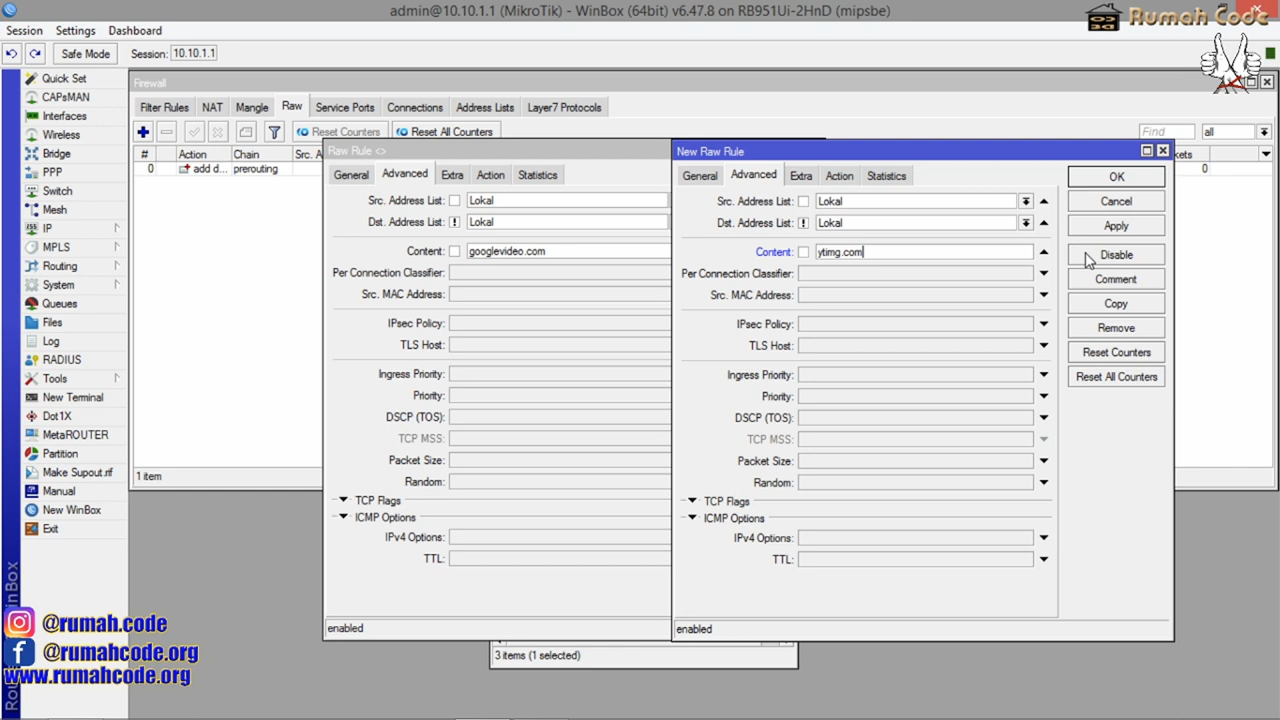 admin@10.10.1.1 (MikroTik) - WinBox (64bit) v6.47.8 on RB951Ui-2HnD (mipsbe)
Rumah Code
Session Settings Dashboard
Safe Mode Session: 10.10.1.1
Quick Set
CAPsMAN
Interfaces
Wireless
Bridge
PPP
Switch
Mesh
IP
MPLS
Routing
System
Queues
Files
Log
RADIUS
Tools
New Terminal
Dot1X
MetaROUTER
Partition
Make Supout.rif
Manual
New WinBox
Exit
Firewall
Filter Rules NAT Mangle Raw Service Ports Connections Address Lists Layer7 Protocols
Reset Counters Reset All Counters Find all
# Action Chain Src. A
0 add d... prerouting 0
1 item
Raw Rule <>
General Advanced Extra Action Statistics
Src. Address List: Lokal
Dst. Address List: ! Lokal
Content: googlevideo.com
Per Connection Classifier:
Src. MAC Address:
IPsec Policy:
TLS Host:
Ingress Priority:
Priority:
DSCP (TOS):
TCP MSS:
Packet Size:
Random:
TCP Flags
ICMP Options
IPv4 Options:
TTL:
enabled
New Raw Rule
General Advanced Extra Action Statistics
Src. Address List: Lokal
Dst. Address List: ! Lokal
Content: ytimg.com
Per Connection Classifier:
Src. MAC Address:
IPsec Policy:
TLS Host:
Ingress Priority:
Priority:
DSCP (TOS):
TCP MSS:
Packet Size:
Random:
TCP Flags
ICMP Options
IPv4 Options:
TTL:
enabled
OK
Cancel
Apply
Disable
Comment
Copy
Remove
Reset Counters
Reset All Counters
3 items (1 selected)
@rumah.code
@rumahcode.org
www.rumahcode.org